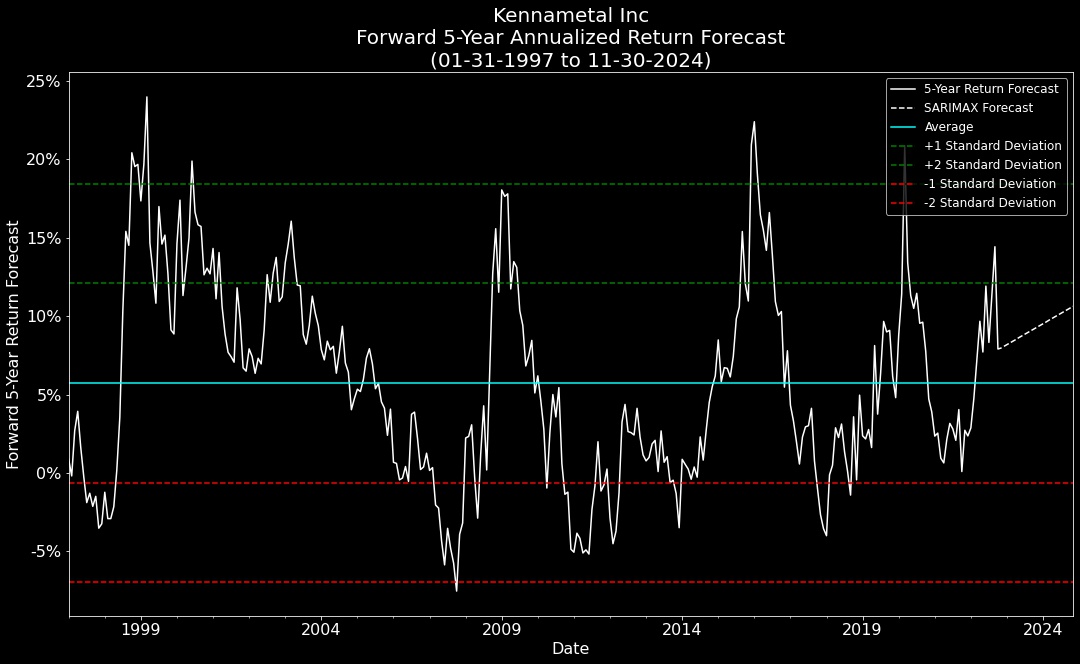 Kennametal Inc
Forward 5-Year Annualized Return Forecast
(01-31-1997 to 11-30-2024)
Forward 5-Year Return Forecast
25%
20%
15%
10%
5%
0%
-5%
5-Year Return Forecast
SARIMAX Forecast
Average
+1 Standard Deviation
+2 Standard Deviation
-1 Standard Deviation
-2 Standard Deviation
1999
2004
2009
2014
2019
2024
Date